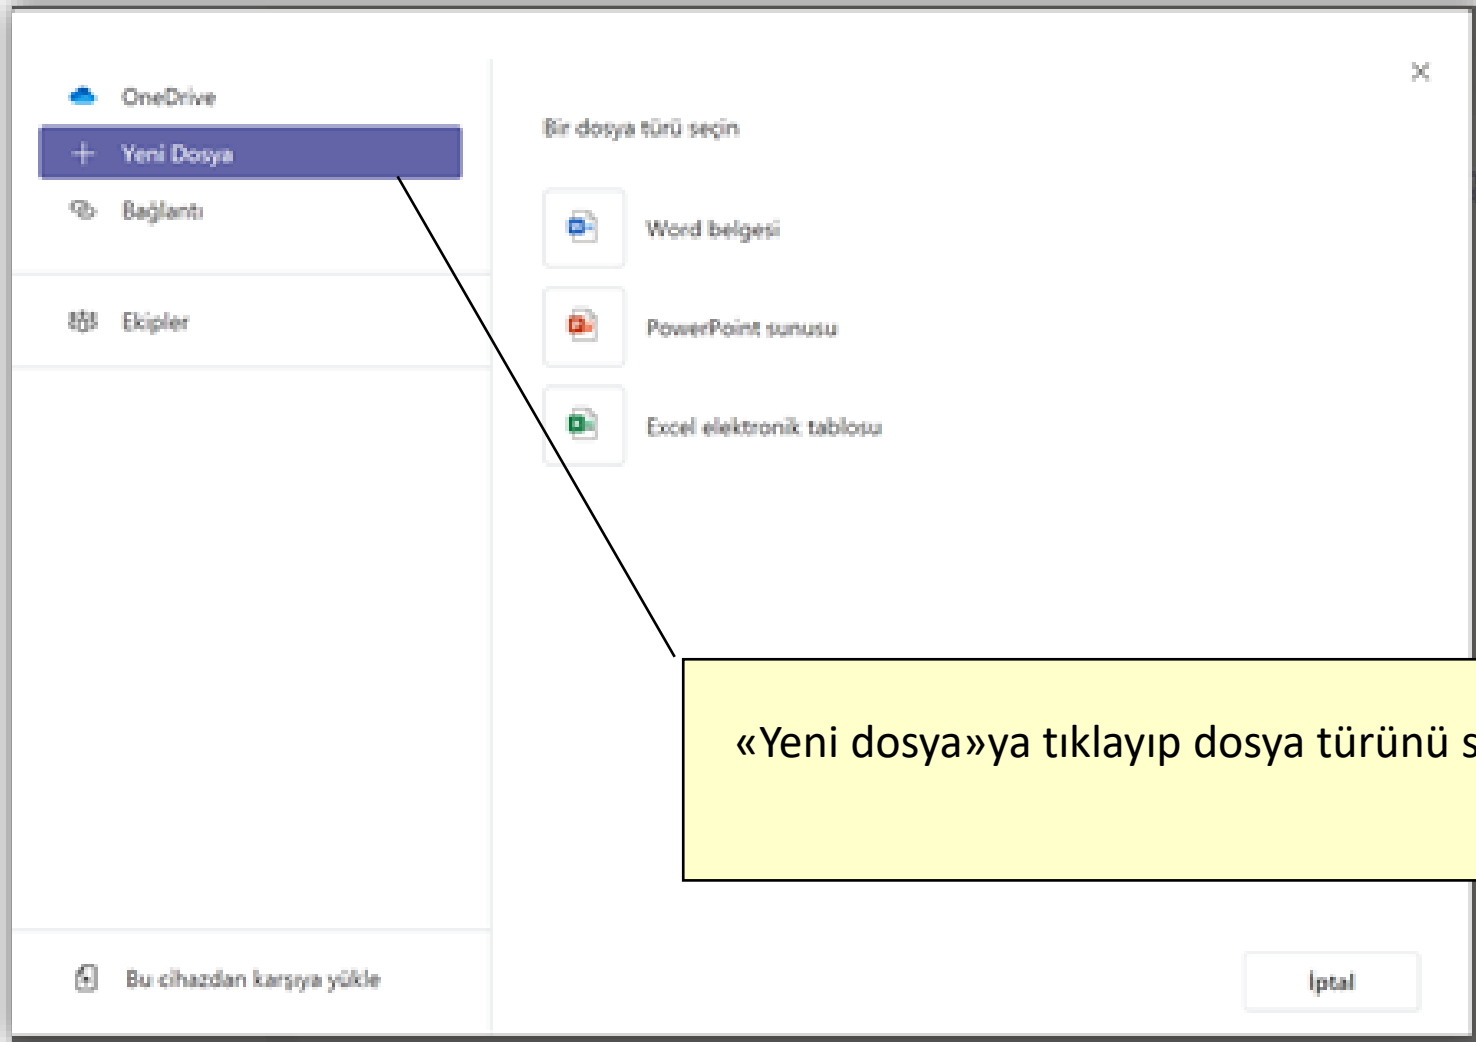 OneDrive
Yeni Dosya
Bağlantı
Ekipler
Bu cihazdan karşıya yükle
Bir dosya türü seçin
Word belgesi
PowerPoint sunusu
Excel elektronik tablosu
«Yeni dosya»ya tıklayıp dosya türünü
İptal